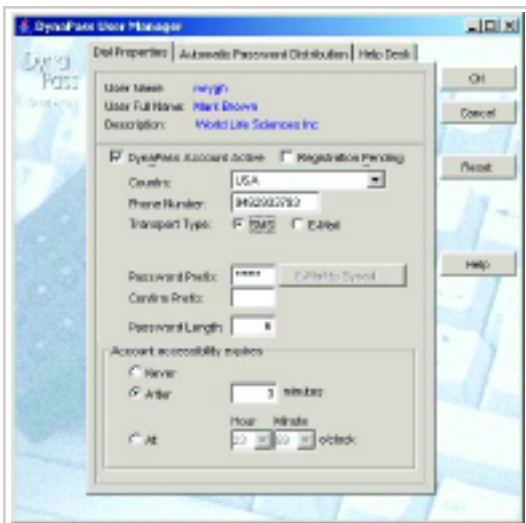 DynaPass User Manager
Dyna
Pass
Dial Properties
Automatic Password Distribution
Help Desk
OK
Cancel
Reset
Help
User Name:
User Full Name: Mark Brown
Description: World Life Sciences Inc
DynaPass Account Active
Registration Pending
Country: USA
Phone Number:
Transport Type: SMS E-Mail
Password Prefix: ****
Confirm Prefix:
Password Length:
Account accessibility expires
Never
After minutes
Hour Minute
At o'clock